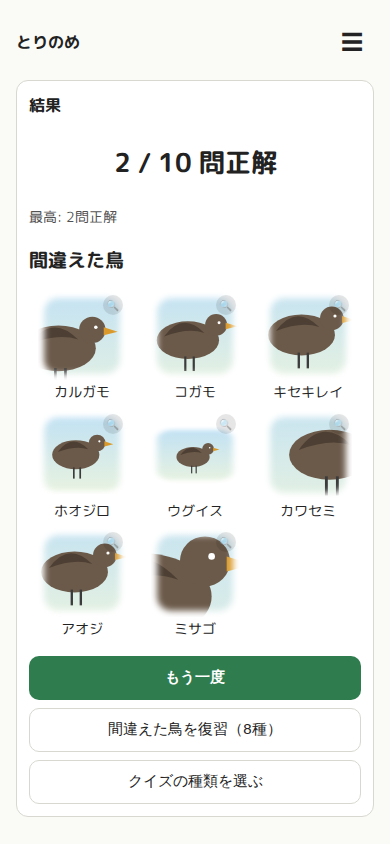 とりのめ
結果
2 / 10 問正解
最高: 2問正解
間違えた鳥
カルガモ
コガモ
キセキレイ
ホオジロ
ウグイス
カワセミ
アオジ
ミサゴ
もう一度
間違えた鳥を復習（8種）
クイズの種類を選ぶ